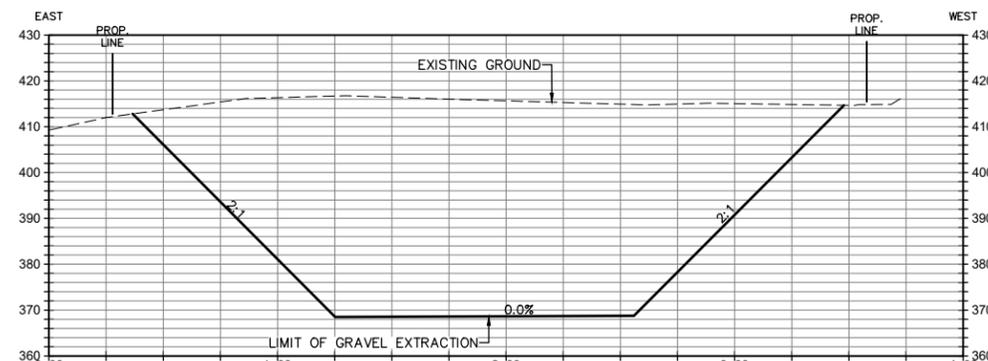 EAST
WEST
PROP.
LINE
PROP.
LINE
430
430
EXISTING GROUND
420
420
410
410
400
400
2:1
2:1
390
390
380
380
370
370
0.0%
LIMIT OF GRAVEL EXTRACTION
360
360